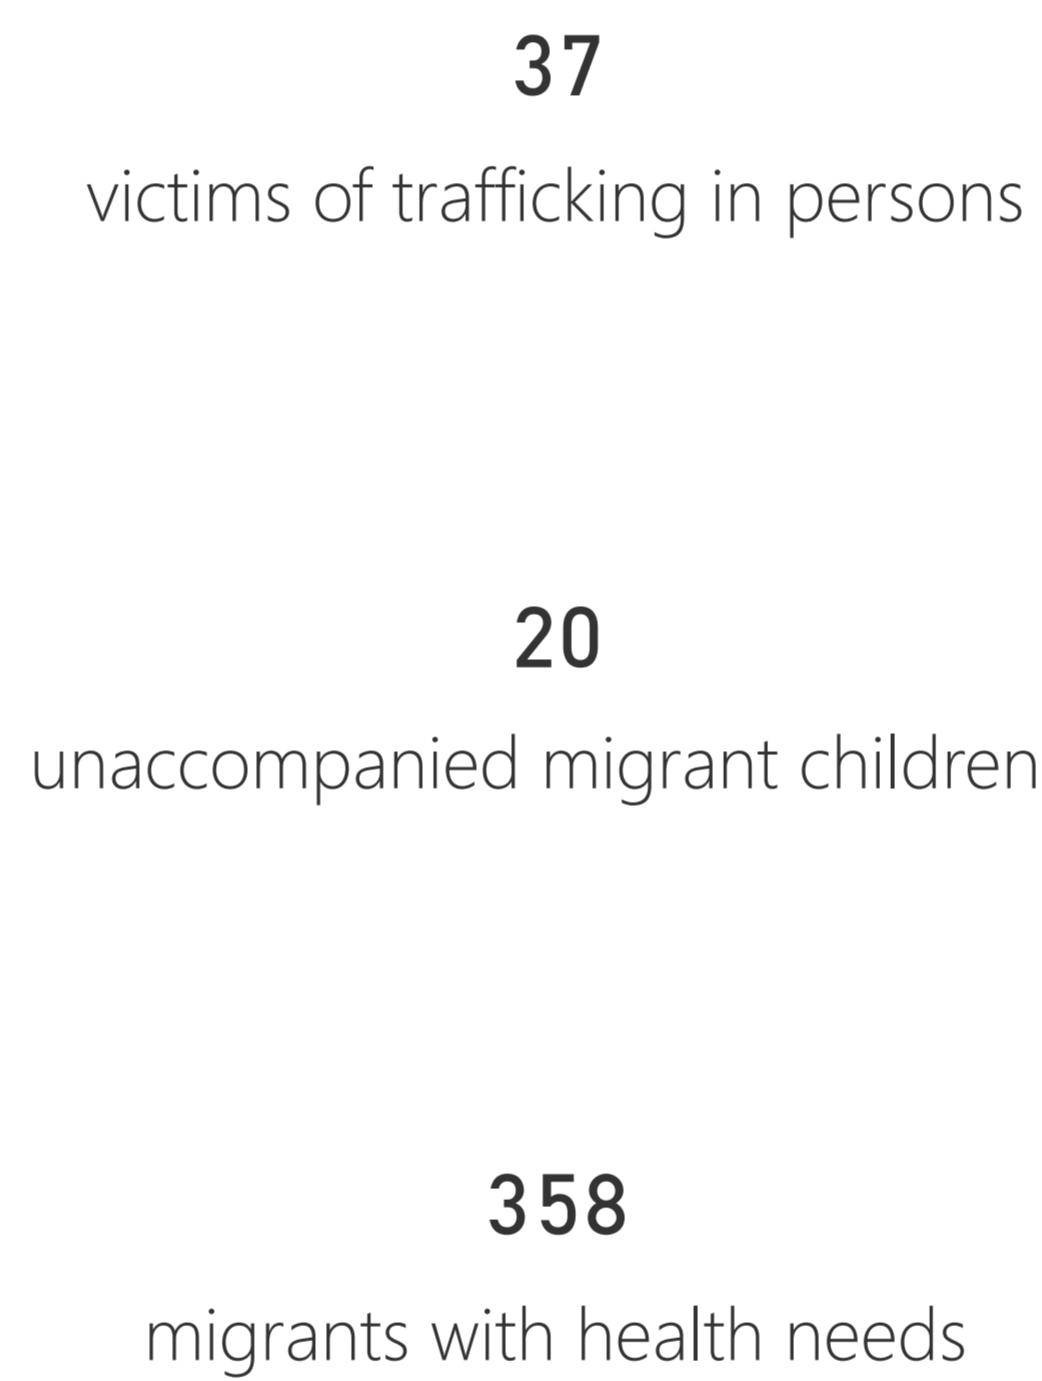 37
victims of trafficking in persons
20
unaccompanied migrant children
358
migrants with health needs